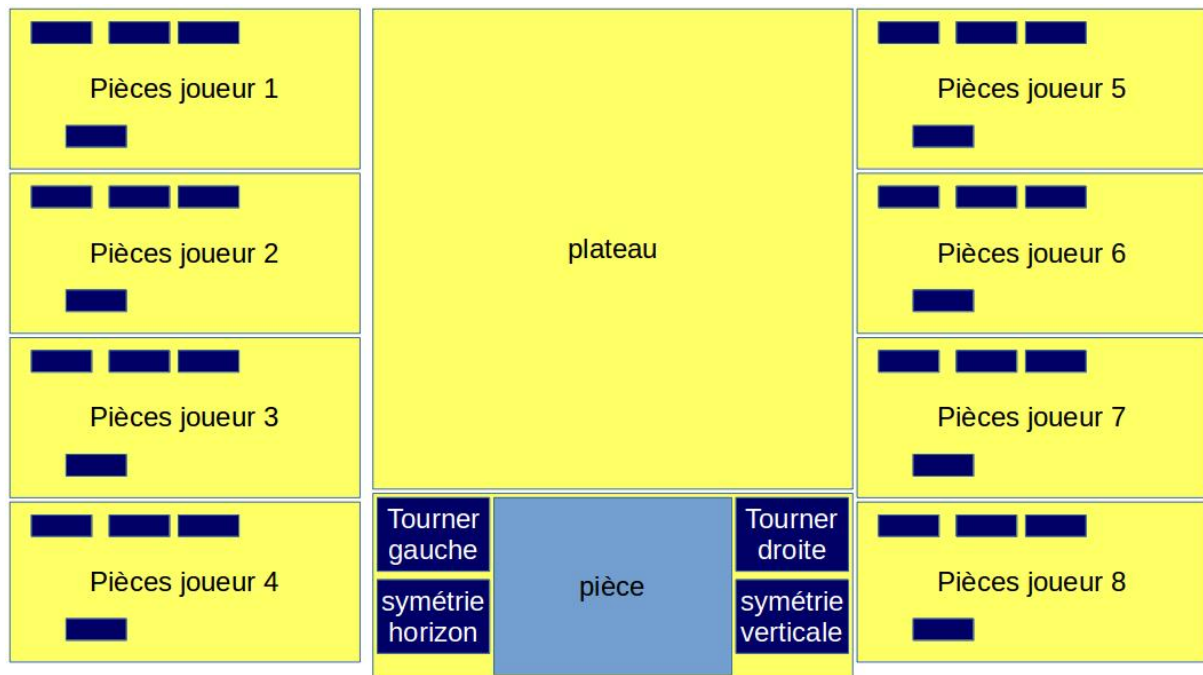 Pièces joueur 1
Pièces joueur 2
Pièces joueur 3
Pièces joueur 4
plateau
Tourner
gauche
symétrie
horizon
pièce
Tourner
droite
symétrie
verticale
Pièces joueur 5
Pièces joueur 6
Pièces joueur 7
Pièces joueur 8